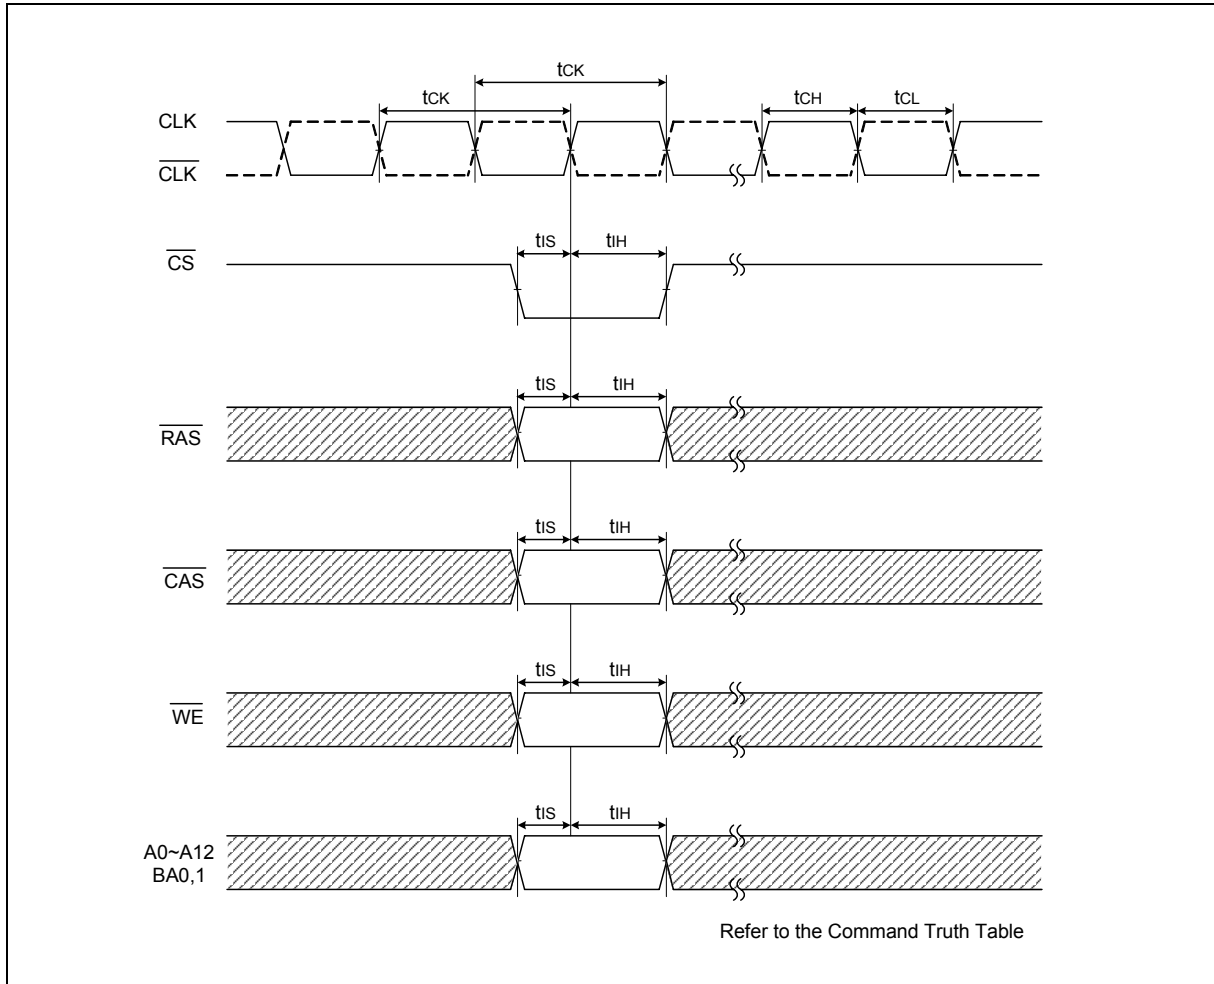 tCK
tCK
tCH
tCL
CLK
CLK
tIS
tIH
CS
tIS
tIH
RAS
tIS
tIH
CAS
tIS
tIH
WE
tIS
tIH
A0~A12
BA0,1
Refer to the Command Truth Table